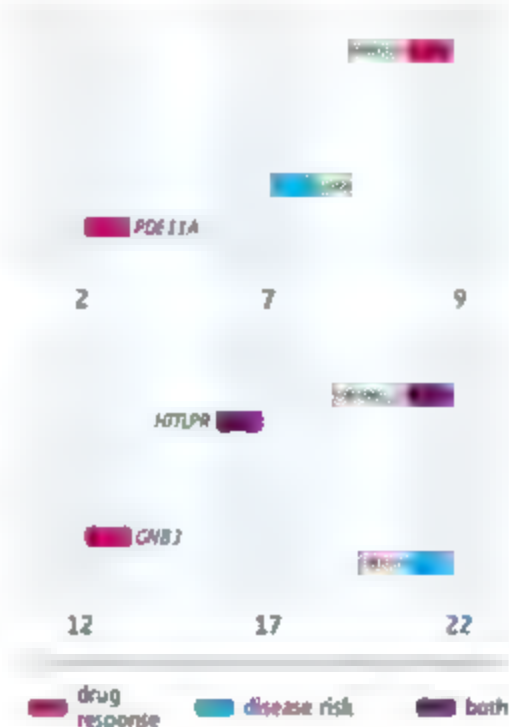 PDE11A
2
7
9
HTTLPR
GNB3
12
17
22
drug
response
disease risk
both